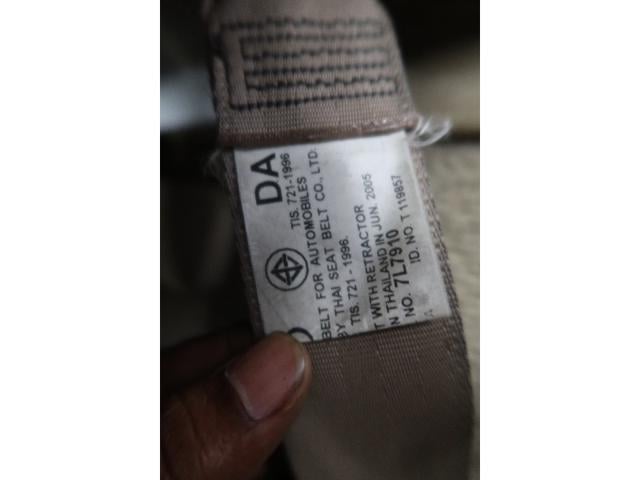 DA
TIS. 721-1996
BELT FOR AUTOMOBILES
BY THAI SEAT BELT CO., LTD.
TIS. 721 - 1996.
T WITH RETRACTOR
N THAILAND IN JUN. 2005
NO. 7L7910
ID. NO. T 119857
A